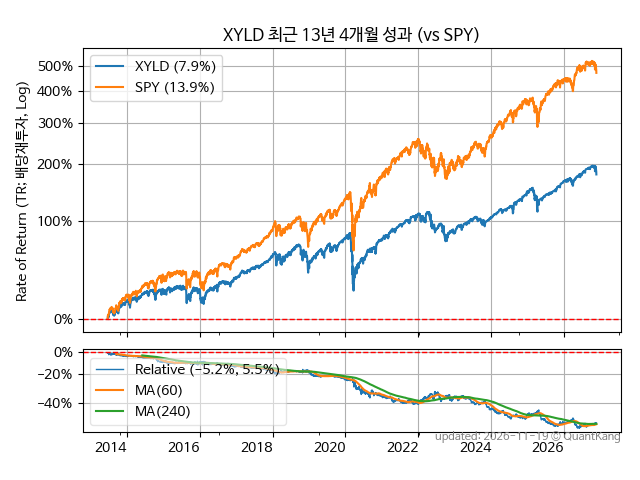 XYLD 최근 13년 4개월 성과 (vs SPY)
Rate of Return (TR: 배당재투자, Log)
500%
400%
300%
200%
100%
0%
XYLD (7.9%)
SPY (13.9%)
0%
−20%
−40%
Relative (−5.2%, 5.5%)
MA(60)
MA(240)
2014
2016
2018
2020
2022
2024
2026
updated: 2026-11-19 © QuantKang